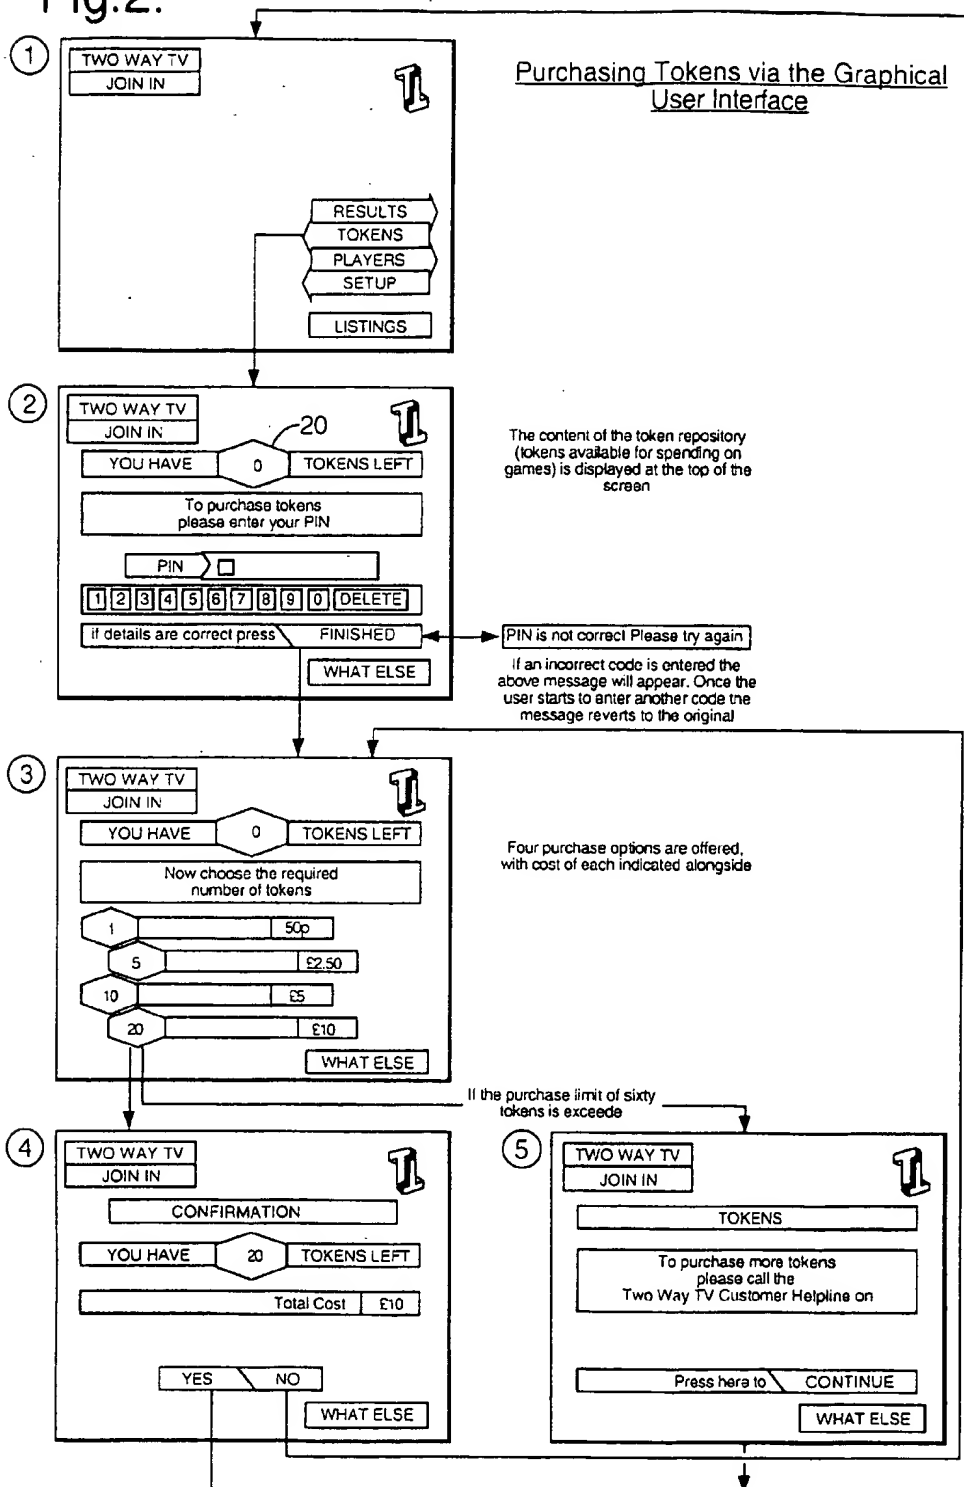 Fig.2.
Purchasing Tokens via the Graphical
User Interface
1
TWO WAY TV
JOIN IN
RESULTS
TOKENS
PLAYERS
SETUP
LISTINGS
2
TWO WAY TV
JOIN IN
20
YOU HAVE 0 TOKENS LEFT
To purchase tokens
please enter your PIN
PIN
1 2 3 4 5 6 7 8 9 0 DELETE
if details are correct press FINISHED
WHAT ELSE
The content of the token repository
(tokens available for spending on
games) is displayed at the top of the
screen
PIN is not correct Please try again
If an incorrect code is entered the
above message will appear. Once the
user starts to enter another code the
message reverts to the original
3
TWO WAY TV
JOIN IN
YOU HAVE 0 TOKENS LEFT
Now choose the required
number of tokens
1 50p
5 £2.50
10 £5
20 £10
WHAT ELSE
Four purchase options are offered,
with cost of each indicated alongside
If the purchase limit of sixty
tokens is exceede
4
TWO WAY TV
JOIN IN
CONFIRMATION
YOU HAVE 20 TOKENS LEFT
Total Cost £10
YES NO
WHAT ELSE
5
TWO WAY TV
JOIN IN
TOKENS
To purchase more tokens
please call the
Two Way TV Customer Helpline on
Press here to CONTINUE
WHAT ELSE